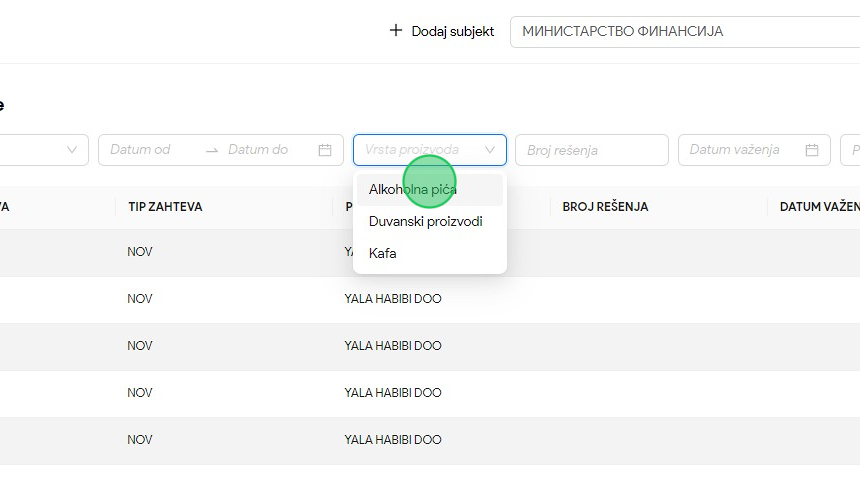 Dodaj subjekt
МИНИСТАРСТВО ФИНАНСИЈА
Datum od
Datum do
Vrsta proizvoda
Broj rešenja
Datum važenja
Alkoholna pića
Duvanski proizvodi
Kafa
TIP ZAHTEVA
BROJ REŠENJA
DATUM VAŽEN
NOV
NOV YALA HABIBI DOO
NOV YALA HABIBI DOO
NOV YALA HABIBI DOO
NOV YALA HABIBI DOO